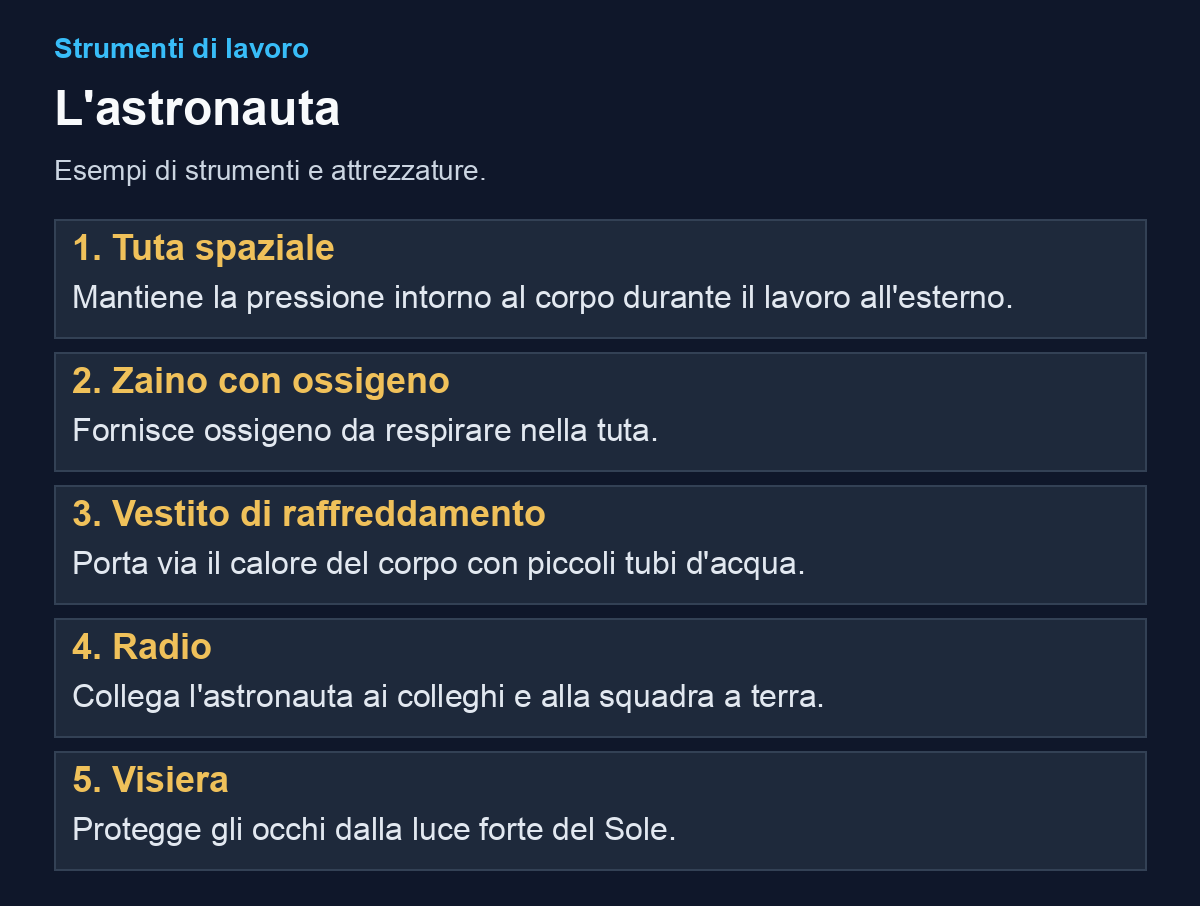 Strumenti di lavoro
L'astronauta
Esempi di strumenti e attrezzature.
1. Tuta spaziale
Mantiene la pressione intorno al corpo durante il lavoro all'esterno.
2. Zaino con ossigeno
Fornisce ossigeno da respirare nella tuta.
3. Vestito di raffreddamento
Porta via il calore del corpo con piccoli tubi d'acqua.
4. Radio
Collega l'astronauta ai colleghi e alla squadra a terra.
5. Visiera
Protegge gli occhi dalla luce forte del Sole.